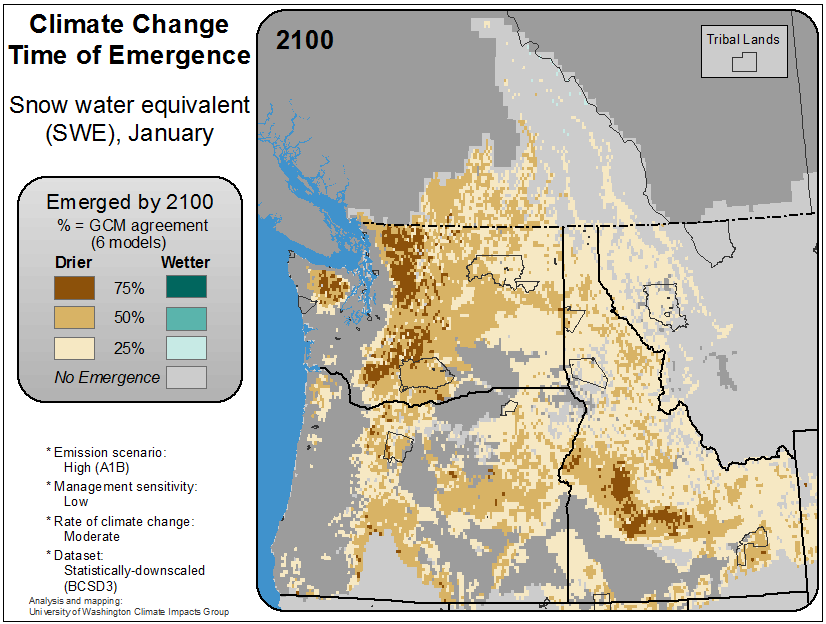 Climate Change
Time of Emergence
Snow water equivalent
(SWE), January
Emerged by 2100
% = GCM agreement
(6 models)
Drier Wetter
75%
50%
25%
No Emergence
* Emission scenario:
High (A1B)
* Management sensitivity:
Low
* Rate of climate change:
Moderate
* Dataset:
Statistically-downscaled
(BCSD3)
Analysis and mapping:
University of Washington Climate Impacts Group
2100
Tribal Lands